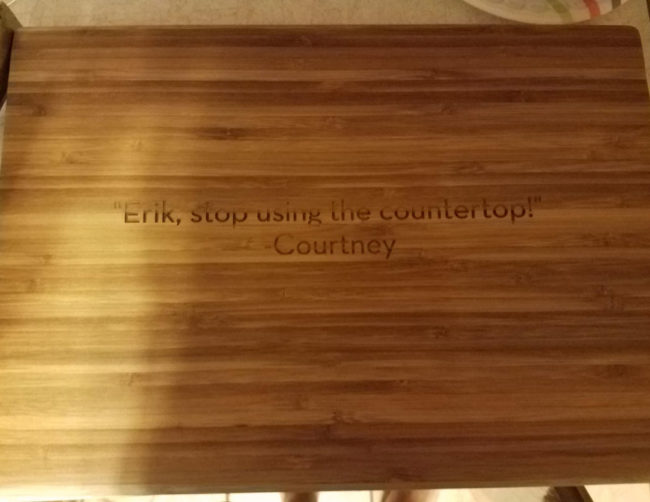 "Erik, stop using the countertop!"
-Courtney